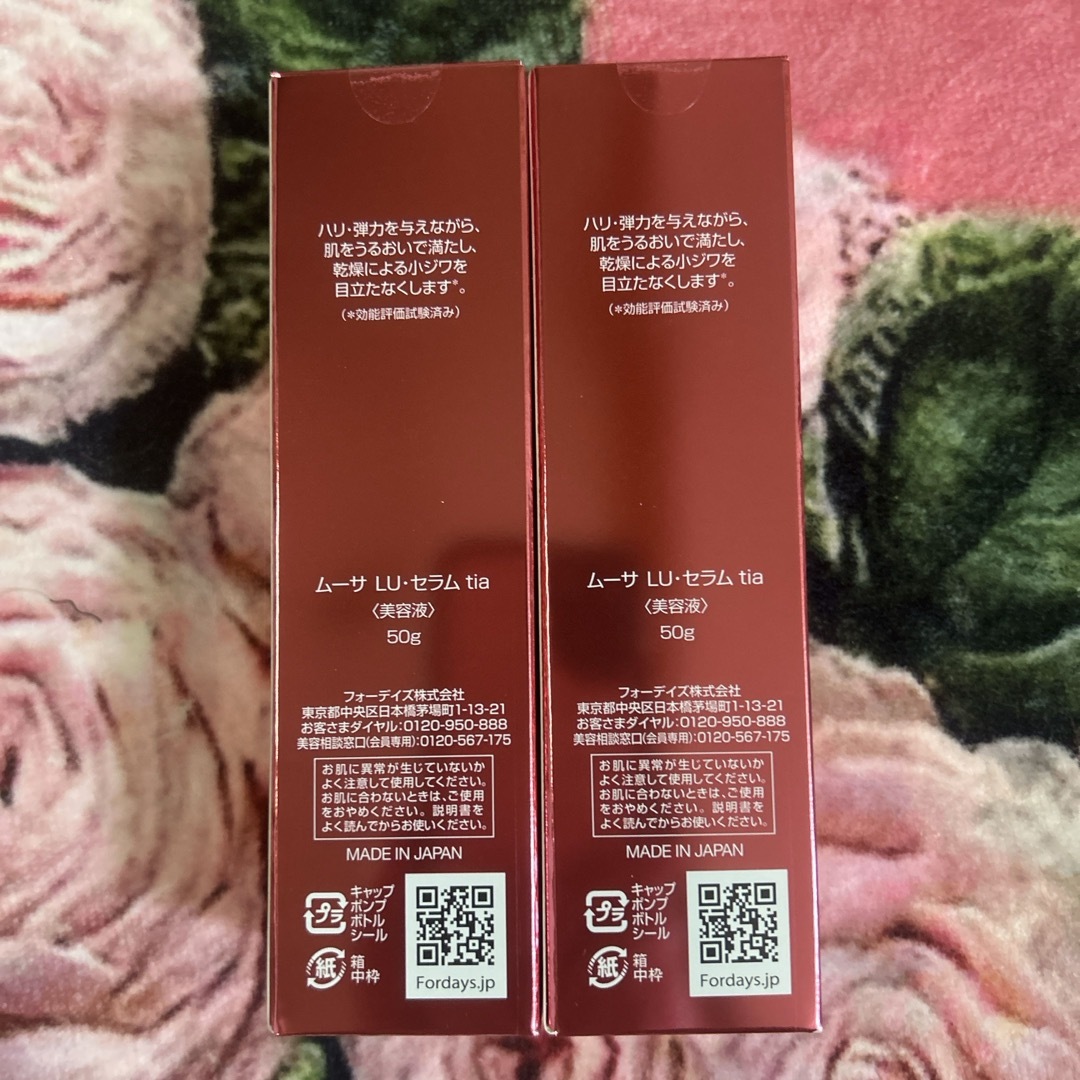 ハリ・弾力を与えながら、
肌をうるおいで満たし、
乾燥による小ジワを
目立たなくします*。
(*効能評価試験済み)
ムーサ LU・セラム tia
〈美容液〉
50g
フォーデイズ株式会社
東京都中央区日本橋茅場町1-13-21
お客さまダイヤル:0120-950-888
美容相談窓口(会員専用):0120-567-175
お肌に異常が生じていないか
よく注意して使用してください。
お肌に合わないときは、ご使用
をおやめください。説明書を
よく読んでからお使いください。
MADE IN JAPAN
プラ
キャップ
ポンプ
ボトル
シール
紙
箱
中枠
Fordays.jp
ハリ・弾力を与えながら、
肌をうるおいで満たし、
乾燥による小ジワを
目立たなくします*。
(*効能評価試験済み)
ムーサ LU・セラム tia
〈美容液〉
50g
フォーデイズ株式会社
東京都中央区日本橋茅場町1-13-21
お客さまダイヤル:0120-950-888
美容相談窓口(会員専用):0120-567-175
お肌に異常が生じていないか
よく注意して使用してください。
お肌に合わないときは、ご使用
をおやめください。説明書を
よく読んでからお使いください。
MADE IN JAPAN
プラ
キャップ
ポンプ
ボトル
シール
紙
箱
中枠
Fordays.jp